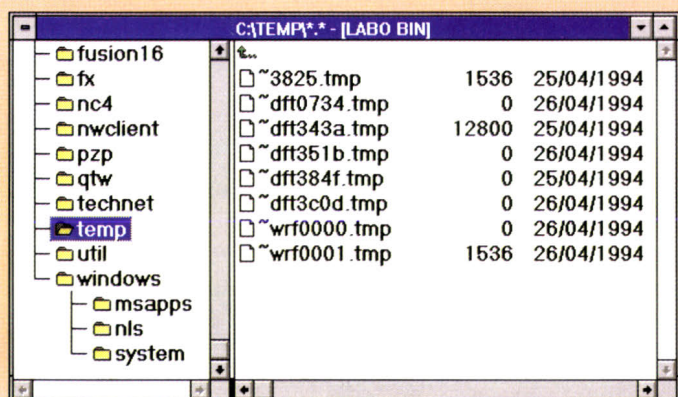 C:\TEMP\*.* - [LABO BIN]
fusion16
fx
nc4
nwclient
pzp
qtw
technet
temp
util
windows
msapps
nls
system
~3825.tmp 1536 25/04/1994
~dft0734.tmp 0 26/04/1994
~dft343a.tmp 12800 25/04/1994
~dft351b.tmp 0 26/04/1994
~dft384f.tmp 0 25/04/1994
~dft3c0d.tmp 0 26/04/1994
~wrf0000.tmp 0 26/04/1994
~wrf0001.tmp 1536 26/04/1994